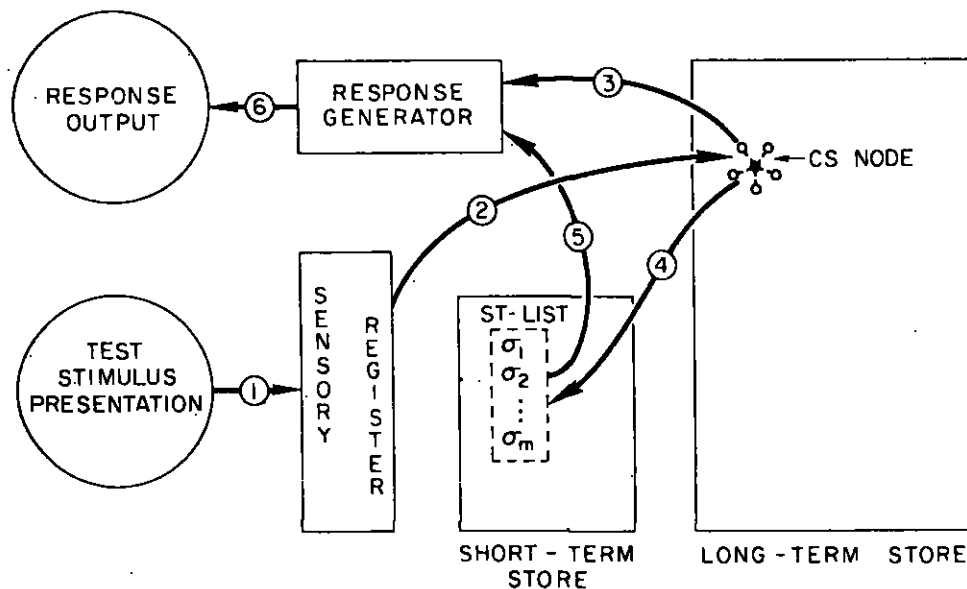 RESPONSE
OUTPUT
6
RESPONSE
GENERATOR
3
CS NODE
2
5
4
TEST
STIMULUS
PRESENTATION
1
SENSORY
REGISTER
ST-LIST
σ1
σ2
⋮
σm
SHORT-TERM
STORE
LONG-TERM STORE